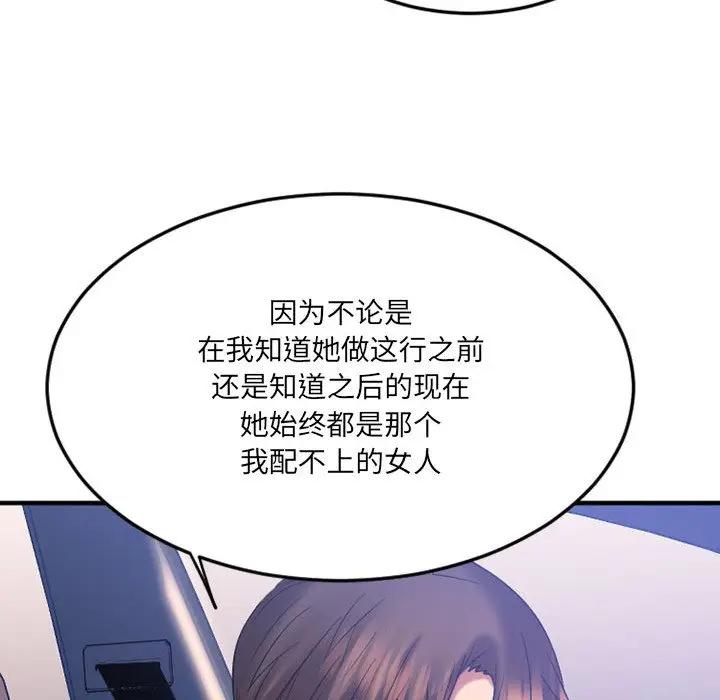 因为不论是
在我知道她做这行之前
还是知道之后的现在
她始终都是那个
我配不上的女人